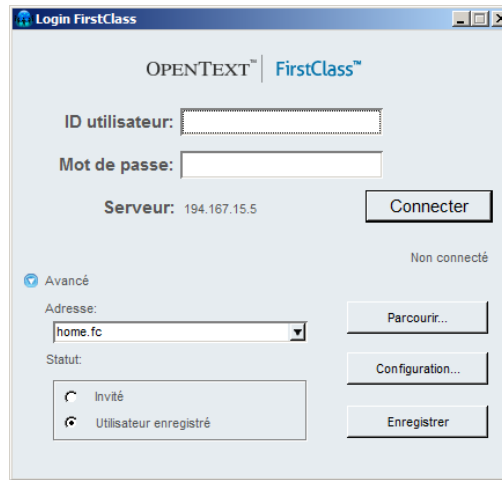 Login FirstClass
OPENTEXT™ FirstClass™
ID utilisateur:
Mot de passe:
Serveur: 194.167.15.5
Connecter
Non connecté
Avancé
Adresse:
home.fc
Parcourir...
Statut:
Configuration...
Invité
Utilisateur enregistré
Enregistrer